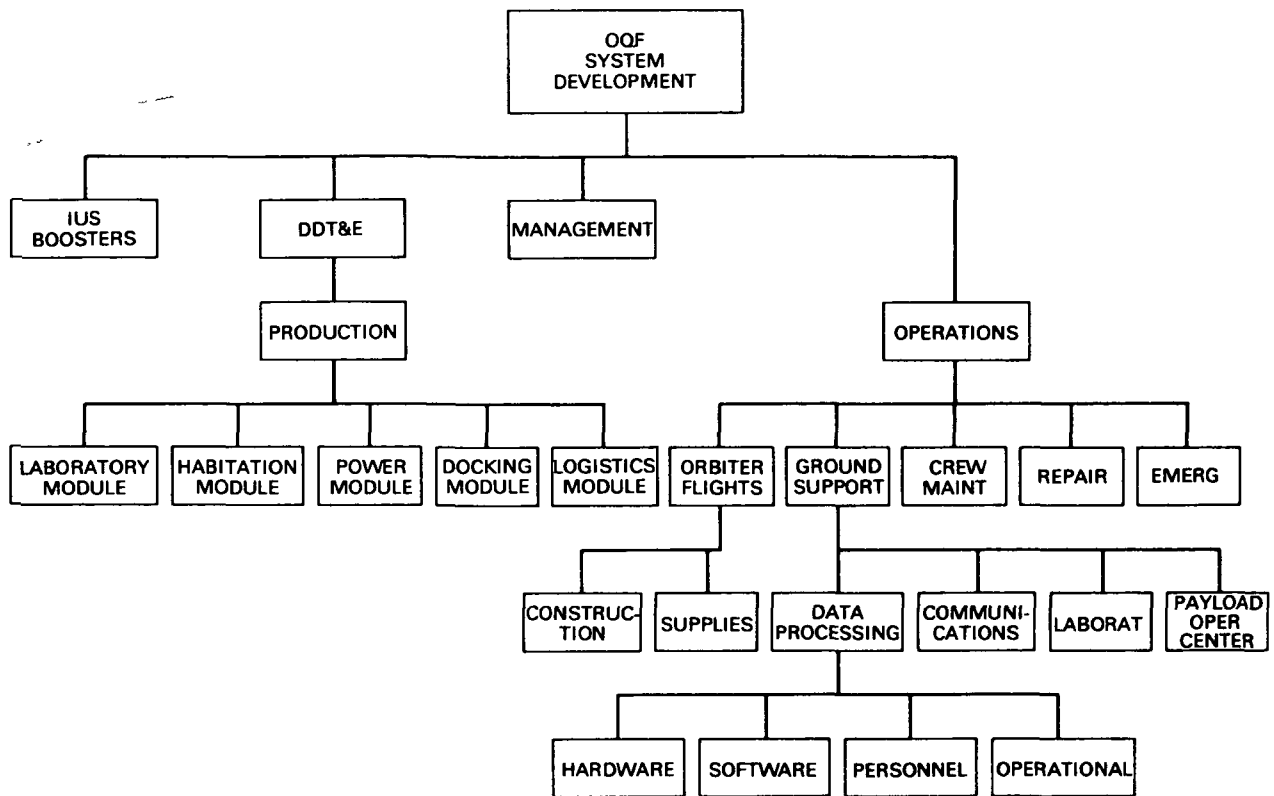 OQF
SYSTEM
DEVELOPMENT
IUS
BOOSTERS
DDT&E
MANAGEMENT
PRODUCTION
OPERATIONS
LABORATORY
MODULE
HABITATION
MODULE
POWER
MODULE
DOCKING
MODULE
LOGISTICS
MODULE
ORBITER
FLIGHTS
GROUND
SUPPORT
CREW
MAINT
REPAIR
EMERG
CONSTRUC-
TION
SUPPLIES
DATA
PROCESSING
COMMUNI-
CATIONS
LABORAT
PAYLOAD
OPER
CENTER
HARDWARE
SOFTWARE
PERSONNEL
OPERATIONAL